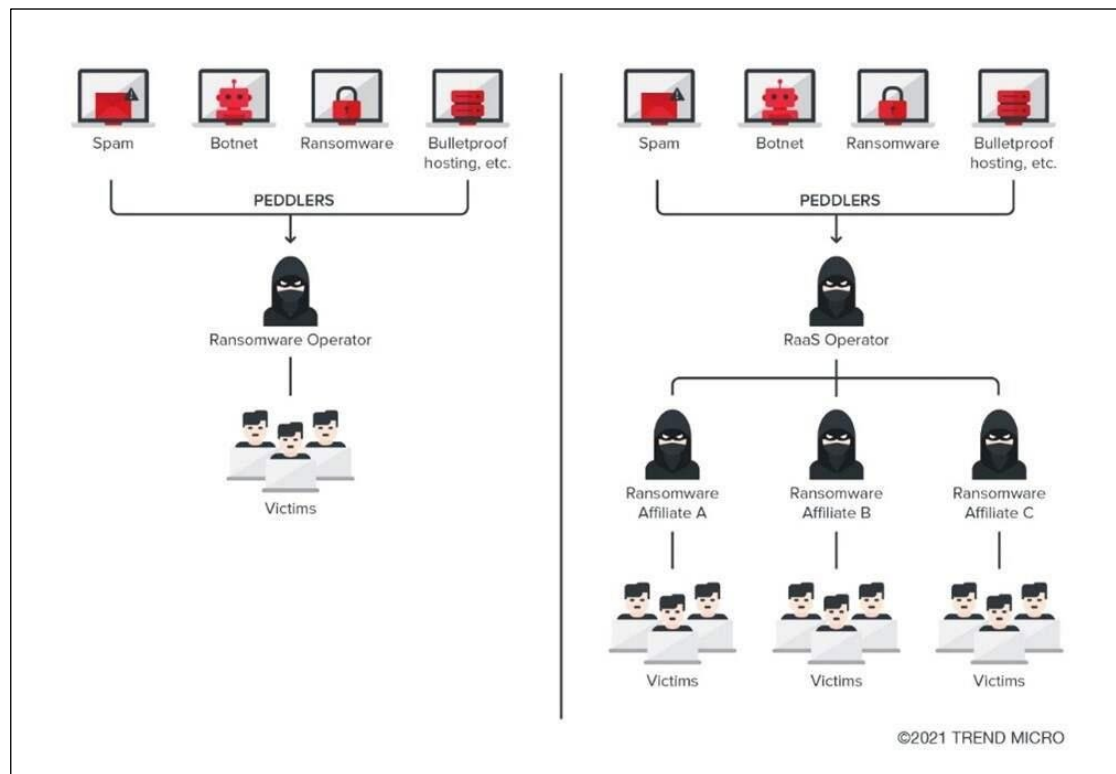 Spam
Botnet
Ransomware
Bulletproof
hosting, etc.
PEDDLERS
Ransomware Operator
Victims
Spam
Botnet
Ransomware
Bulletproof
hosting, etc.
PEDDLERS
RaaS Operator
Ransomware
Affiliate A
Ransomware
Affiliate B
Ransomware
Affiliate C
Victims
Victims
Victims
©2021 TREND MICRO